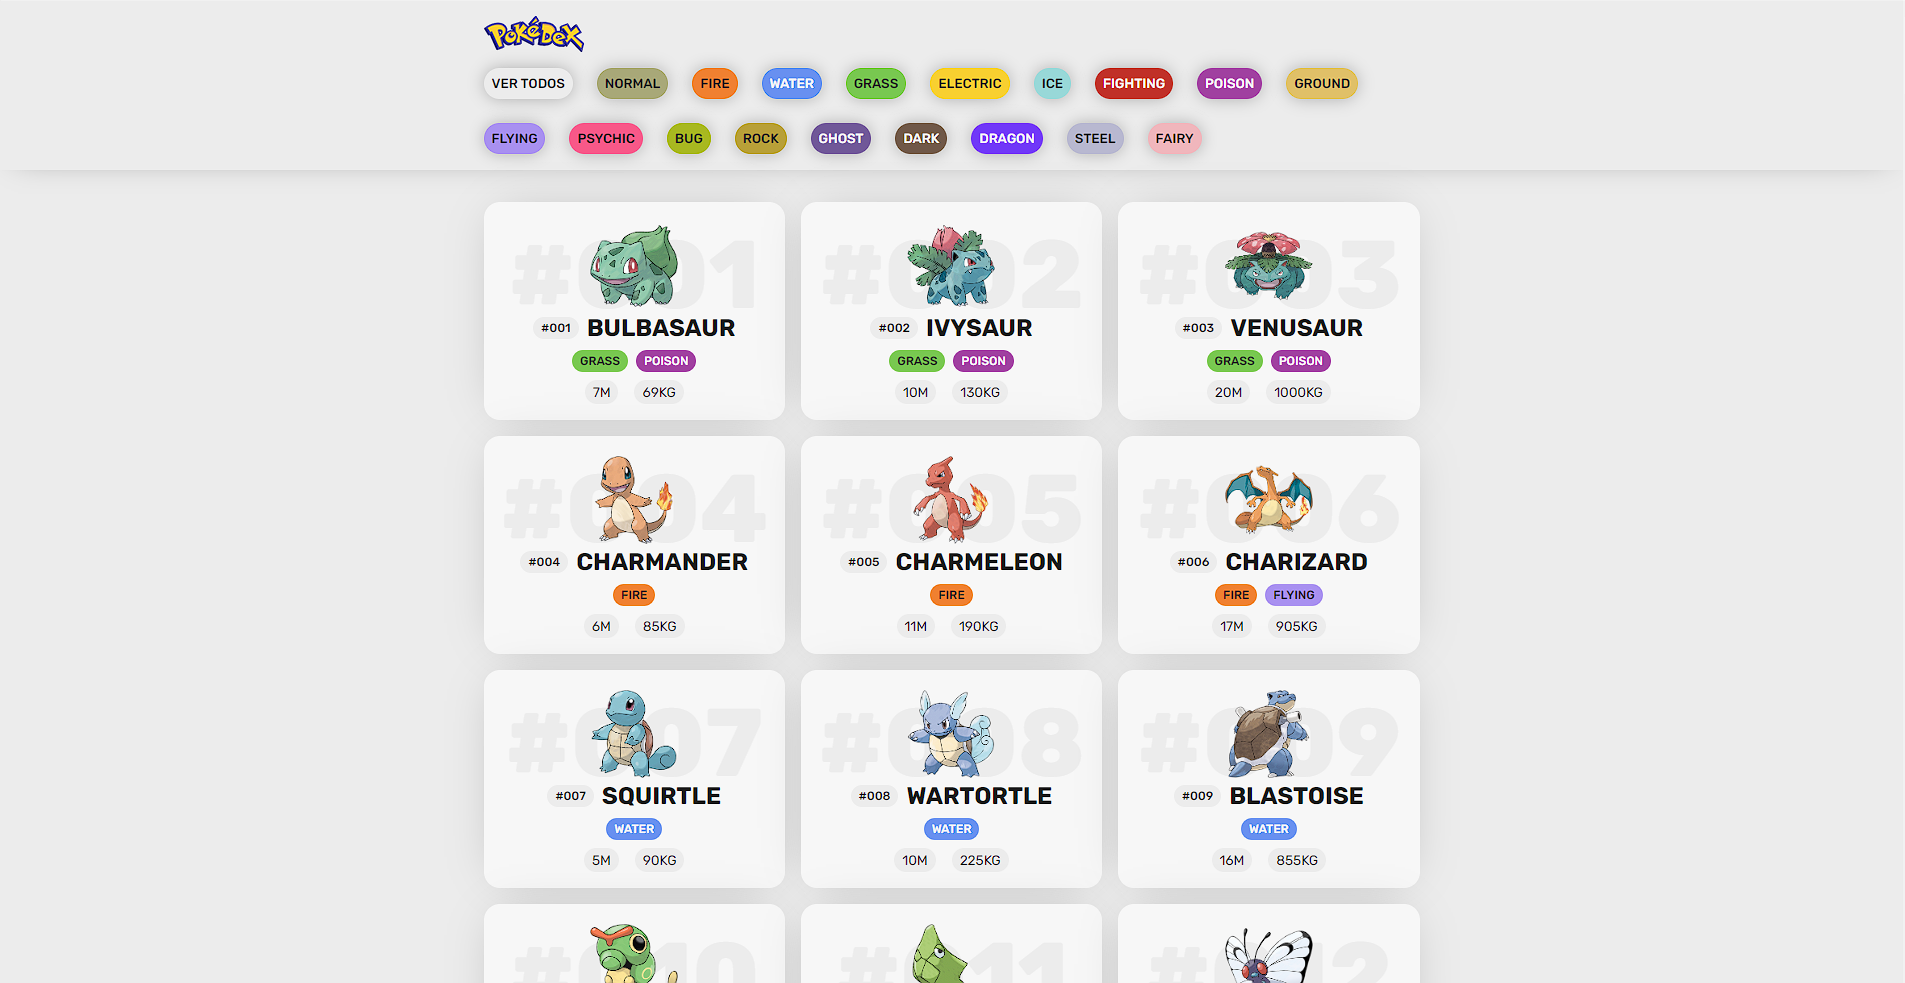 PokéDex
VER TODOS NORMAL FIRE WATER GRASS ELECTRIC ICE FIGHTING POISON GROUND
FLYING PSYCHIC BUG ROCK GHOST DARK DRAGON STEEL FAIRY
#001 #002 #003
#001 BULBASAUR #002 IVYSAUR #003 VENUSAUR
GRASS POISON GRASS POISON GRASS POISON
7M 69KG 10M 130KG 20M 1000KG
#004 #005 #006
#004 CHARMANDER #005 CHARMELEON #006 CHARIZARD
FIRE FIRE FIRE FLYING
6M 85KG 11M 190KG 17M 905KG
#007 #008 #009
#007 SQUIRTLE #008 WARTORTLE #009 BLASTOISE
WATER WATER WATER
5M 90KG 10M 225KG 16M 855KG
#010 #011 #012